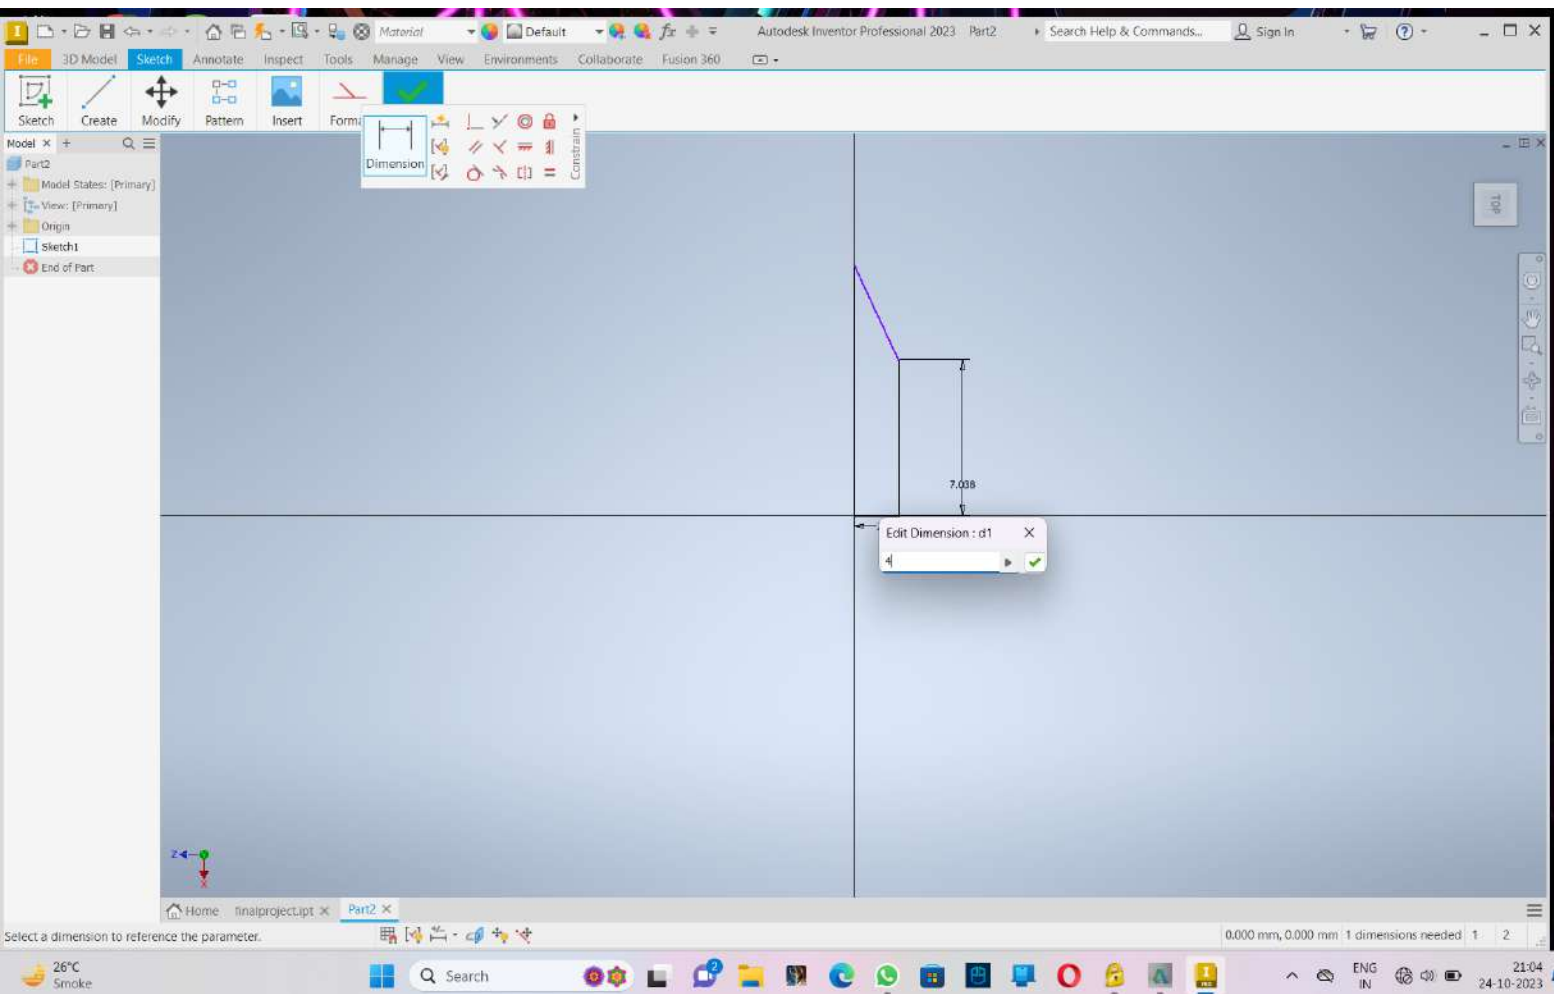 Material
Default
Autodesk Inventor Professional 2023 Part2
Search Help & Commands...
Sign In
File 3D Model Sketch Annotate Inspect Tools Manage View Environments Collaborate Fusion 360
Sketch Create Modify Pattern Insert Forma
Dimension
Constrain
Model × +
Part2
Model States: [Primary]
View: [Primary]
Origin
Sketch1
End of Part
TOP
7.038
Edit Dimension : d1
4
Z
X
Home finalproject.ipt × Part2 ×
Select a dimension to reference the parameter.
0.000 mm, 0.000 mm 1 dimensions needed 1 2
26°C
Smoke
Search
2
PRO
ENG
IN
21:04
24-10-2023